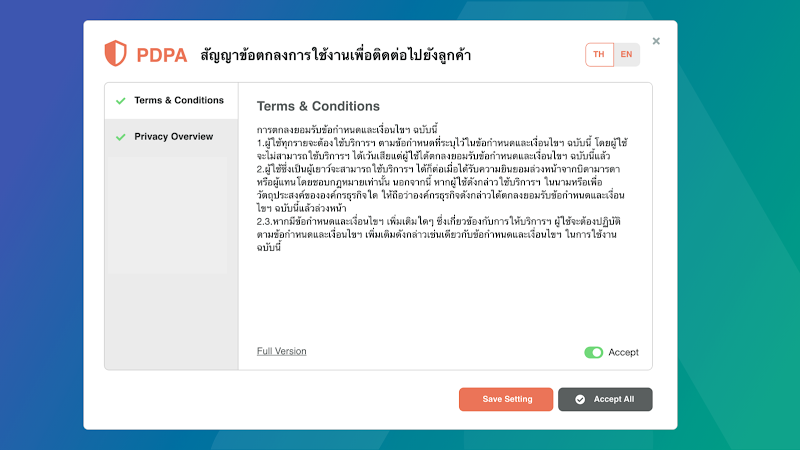 PDPA สัญญาข้อตกลงการใช้งานเพื่อติดต่อไปยังลูกค้า
TH EN
×
Terms & Conditions
Privacy Overview
Terms & Conditions
การตกลงยอมรับข้อกำหนดและเงื่อนไขฯ ฉบับนี้
1.ผู้ใช้ทุกรายจะต้องใช้บริการฯ ตามข้อกำหนดที่ระบุไว้ในข้อกำหนดและเงื่อนไขฯ ฉบับนี้ โดยผู้ใช้
จะไม่สามารถใช้บริการฯ ได้เว้นเสียแต่ผู้ใช้ได้ตกลงยอมรับข้อกำหนดและเงื่อนไขฯ ฉบับนี้แล้ว
2.ผู้ใช้ซึ่งเป็นผู้เยาว์จะสามารถใช้บริการฯ ได้ก็ต่อเมื่อได้รับความยินยอมล่วงหน้าจากบิดามารดา
หรือผู้แทนโดยชอบกฎหมายเท่านั้น นอกจากนี้ หากผู้ใช้ดังกล่าวใช้บริการฯ ในนามหรือเพื่อ
วัตถุประสงค์ขององค์กรธุรกิจใด ให้ถือว่าองค์กรธุรกิจดังกล่าวได้ตกลงยอมรับข้อกำหนดและเงื่อน
ไขฯ ฉบับนี้แล้วล่วงหน้า
2.3.หากมีข้อกำหนดและเงื่อนไขฯ เพิ่มเติมใดๆ ซึ่งเกี่ยวข้องกับการให้บริการฯ ผู้ใช้จะต้องปฏิบัติ
ตามข้อกำหนดและเงื่อนไขฯ เพิ่มเติมดังกล่าวเช่นเดียวกับข้อกำหนดและเงื่อนไขฯ ในการใช้งาน
ฉบับนี้
Full Version
Accept
Save Setting
Accept All